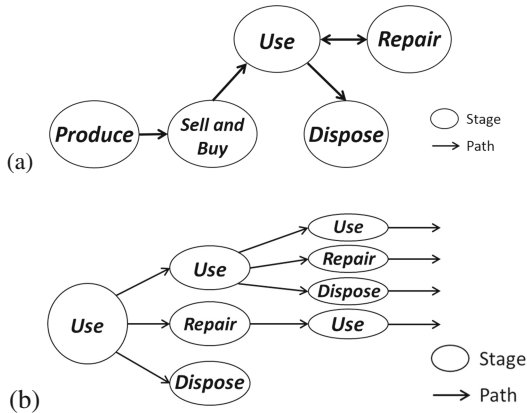 Use
Repair
Produce
Sell and
Buy
Dispose
Stage
Path
(a)
Use
Use
Repair
Use
Dispose
Use
Repair
Use
Dispose
Stage
Path
(b)